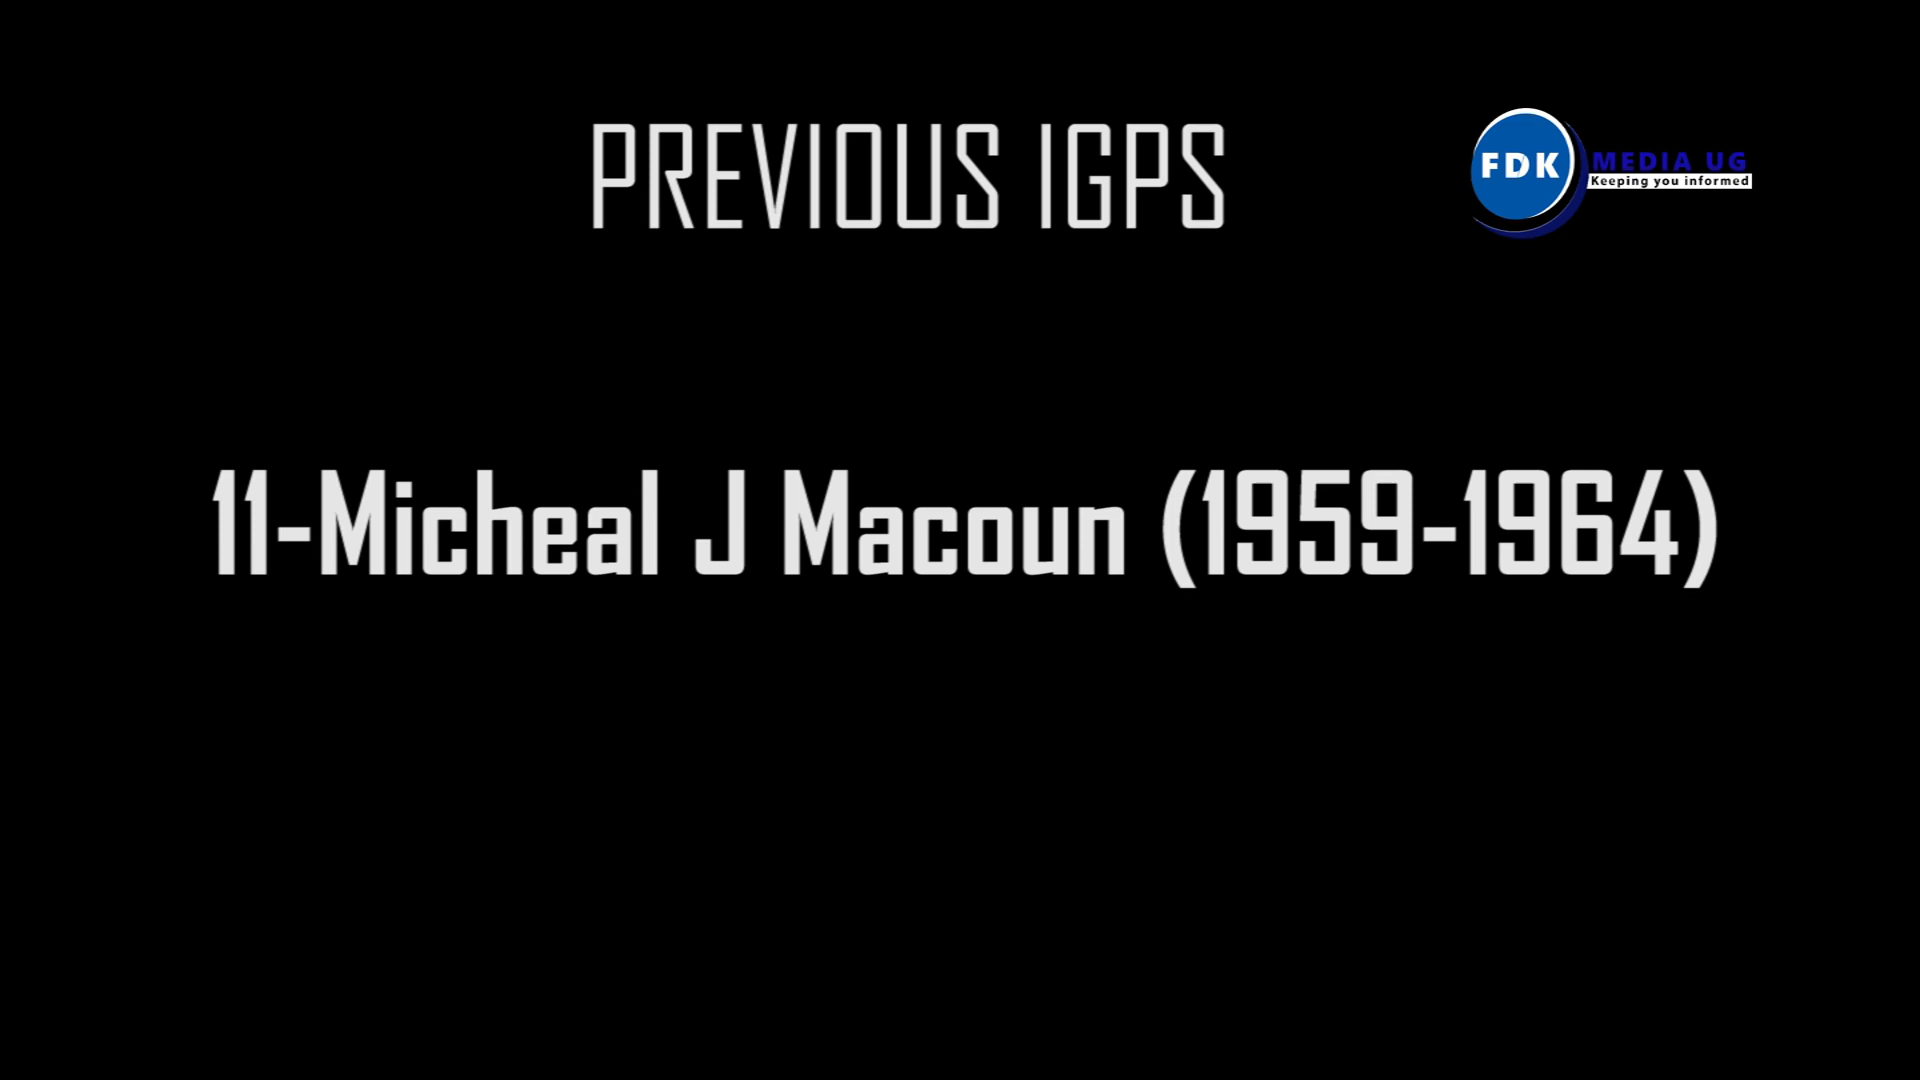 PREVIOUS IGPS
FDK
MEDIA UG
Keeping you informed
11-Micheal J Macoun (1959-1964)